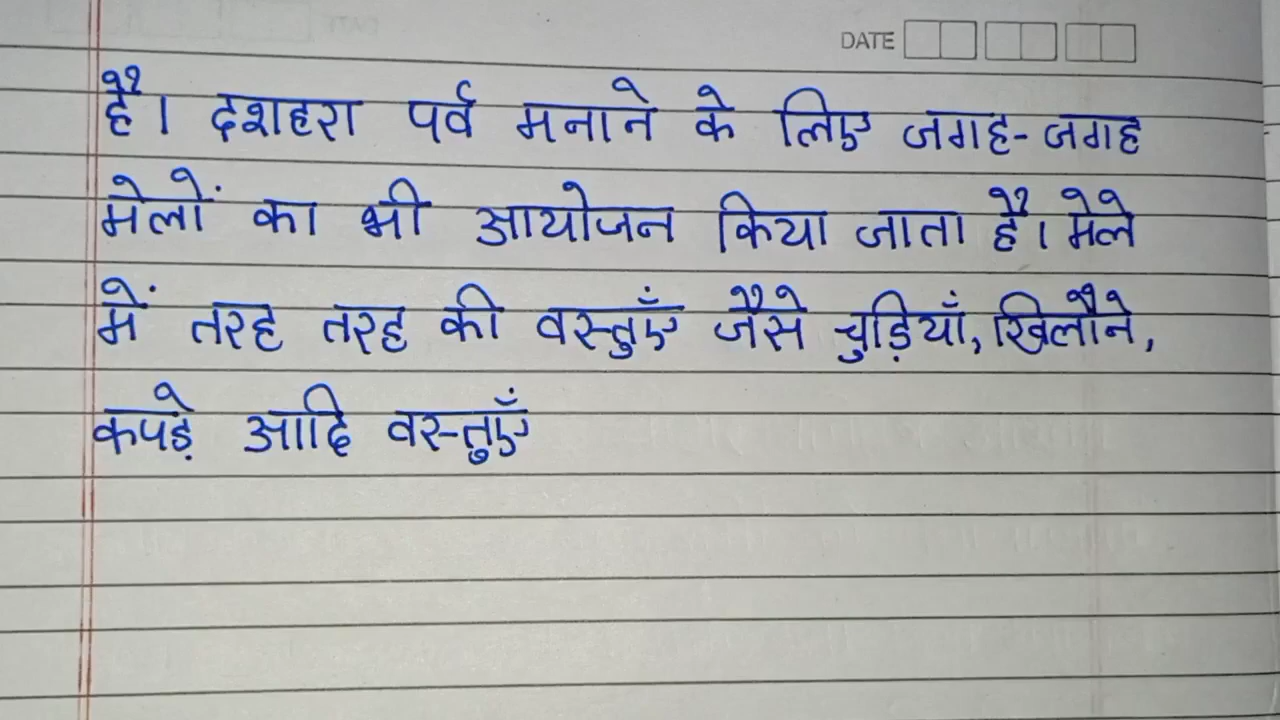 DATE
है। दशहरा पर्व मनाने के लिए जगह-जगह
मेलों का भी आयोजन किया जाता है। मेले
में तरह तरह की वस्तुएँ जैसे चुड़ियाँ, खिलौने,
कपड़े आदि वस्तुएँ